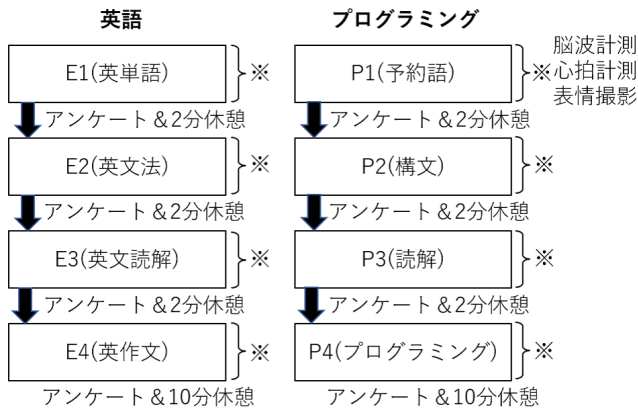 英語
プログラミング
E1(英単語)
※
P1(予約語)
※
脳波計測
心拍計測
表情撮影
アンケート＆2分休憩
アンケート＆2分休憩
E2(英文法)
※
P2(構文)
※
アンケート＆2分休憩
アンケート＆2分休憩
E3(英文読解)
※
P3(読解)
※
アンケート＆2分休憩
アンケート＆2分休憩
E4(英作文)
※
P4(プログラミング)
※
アンケート＆10分休憩
アンケート＆10分休憩